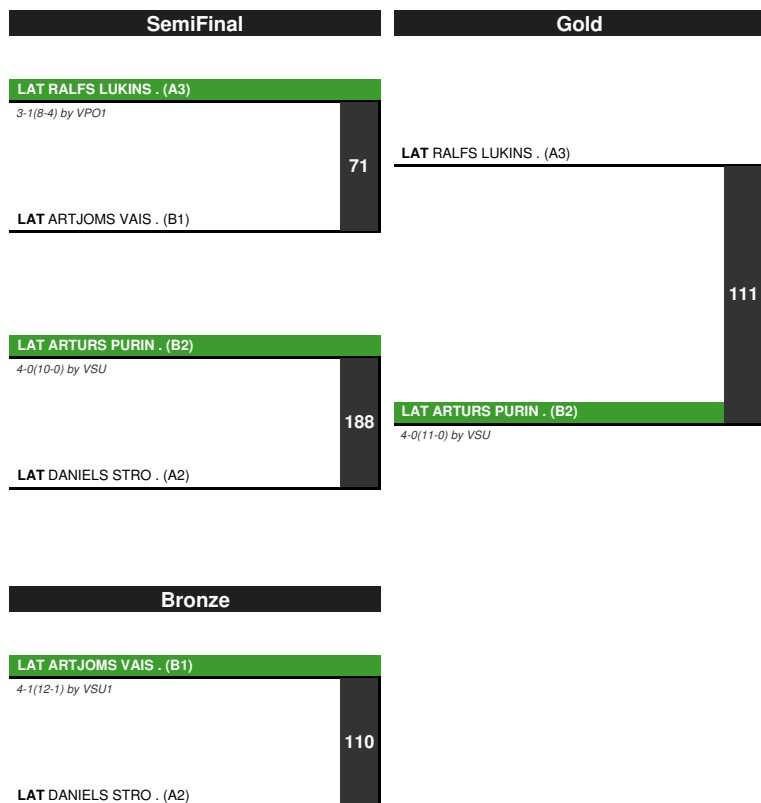 SemiFinal
LAT RALFS LUKINS . (A3)
3-1(8-4) by VPO1
71
LAT ARTJOMS VAIS . (B1)
LAT ARTURS PURIN . (B2)
4-0(10-0) by VSU
188
LAT DANIELS STRO . (A2)
Gold
LAT RALFS LUKINS . (A3)
111
LAT ARTURS PURIN . (B2)
4-0(11-0) by VSU
Bronze
LAT ARTJOMS VAIS . (B1)
4-1(12-1) by VSU1
110
LAT DANIELS STRO . (A2)